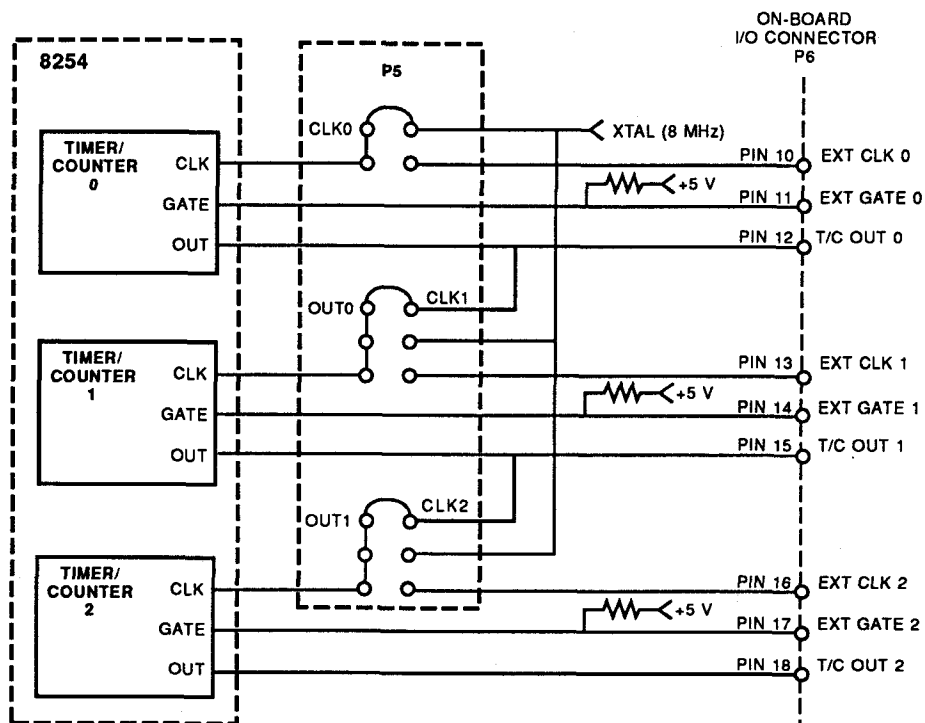 ON-BOARD
I/O CONNECTOR
P6
8254
P5
CLK0
XTAL (8 MHz)
TIMER/
COUNTER
0
CLK
PIN 10
EXT CLK 0
+5 V
GATE
PIN 11
EXT GATE 0
OUT
PIN 12
T/C OUT 0
OUT0
CLK1
TIMER/
COUNTER
1
CLK
PIN 13
EXT CLK 1
+5 V
GATE
PIN 14
EXT GATE 1
OUT
PIN 15
T/C OUT 1
OUT1
CLK2
TIMER/
COUNTER
2
CLK
PIN 16
EXT CLK 2
+5 V
GATE
PIN 17
EXT GATE 2
OUT
PIN 18
T/C OUT 2